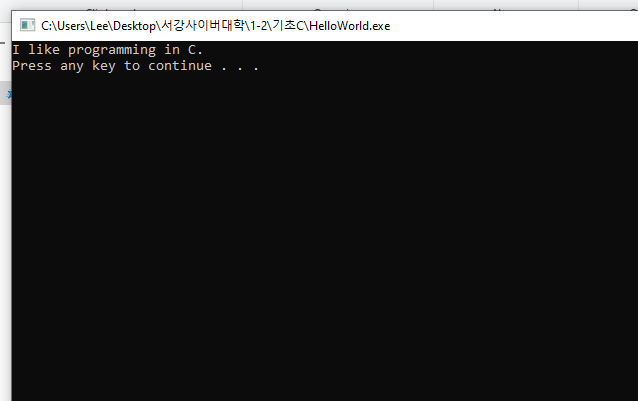 C:\Users\Lee\Desktop\서강사이버대학\1-2\기초C\HelloWorld.exe
I like programming in C.
Press any key to continue . . .